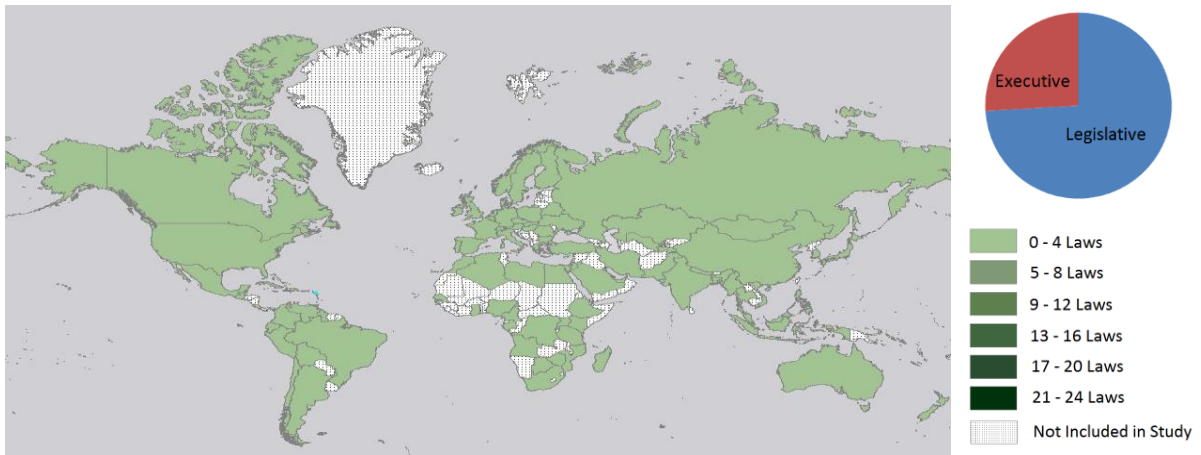 Executive
Legislative
0 - 4 Laws
5 - 8 Laws
9 - 12 Laws
13 - 16 Laws
17 - 20 Laws
21 - 24 Laws
Not Included in Study